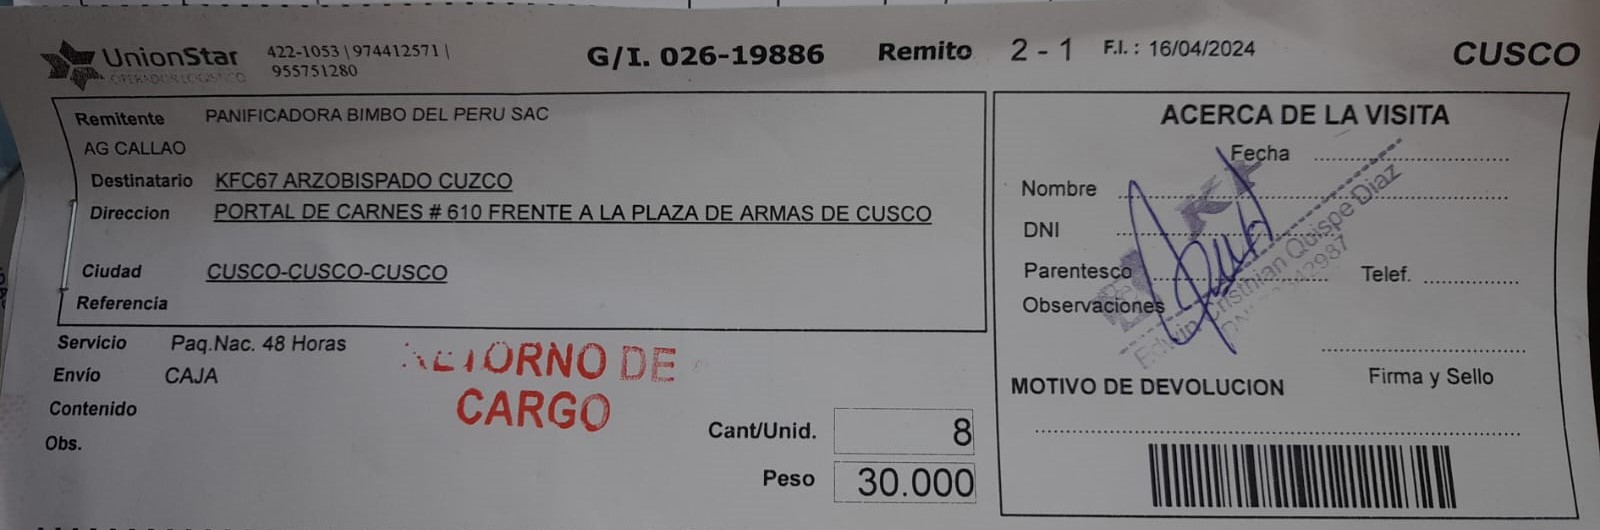 UnionStar
OPERADOR LOGISTICO
422-1053 | 974412571 |
955751280
G/I. 026-19886 Remito 2 - 1 F.I. : 16/04/2024 CUSCO
Remitente PANIFICADORA BIMBO DEL PERU SAC
AG CALLAO
Destinatario KFC67 ARZOBISPADO CUZCO
Direccion PORTAL DE CARNES # 610 FRENTE A LA PLAZA DE ARMAS DE CUSCO
Ciudad CUSCO-CUSCO-CUSCO
Referencia
Servicio Paq.Nac. 48 Horas
Envío CAJA
Contenido
Obs.
RETORNO DE
CARGO
Cant/Unid. 8
Peso 30.000
ACERCA DE LA VISITA
Fecha
Nombre
DNI
Parentesco Telef.
Observaciones
Quispe Diaz
DNI
Firma y Sello
MOTIVO DE DEVOLUCION